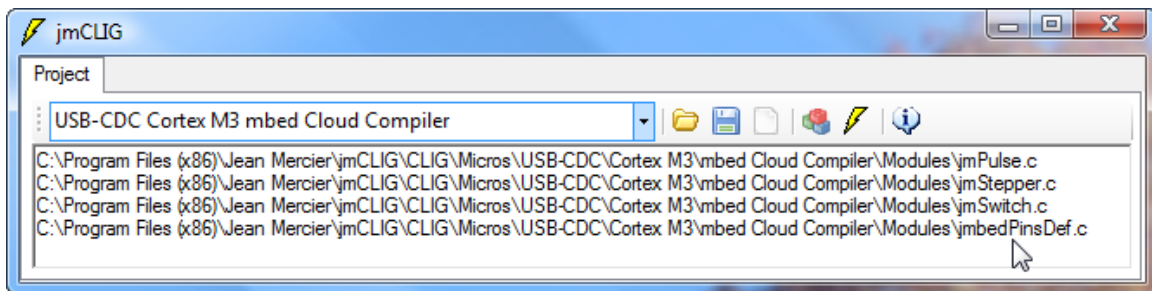 jmCLIG
Project
USB-CDC Cortex M3 mbed Cloud Compiler
C:\Program Files (x86)\Jean Mercier\jmCLIG\CLIG\Micros\USB-CDC\Cortex M3\mbed Cloud Compiler\Modules\jmPulse.c
C:\Program Files (x86)\Jean Mercier\jmCLIG\CLIG\Micros\USB-CDC\Cortex M3\mbed Cloud Compiler\Modules\jmStepper.c
C:\Program Files (x86)\Jean Mercier\jmCLIG\CLIG\Micros\USB-CDC\Cortex M3\mbed Cloud Compiler\Modules\jmSwitch.c
C:\Program Files (x86)\Jean Mercier\jmCLIG\CLIG\Micros\USB-CDC\Cortex M3\mbed Cloud Compiler\Modules\jmbedPinsDef.c